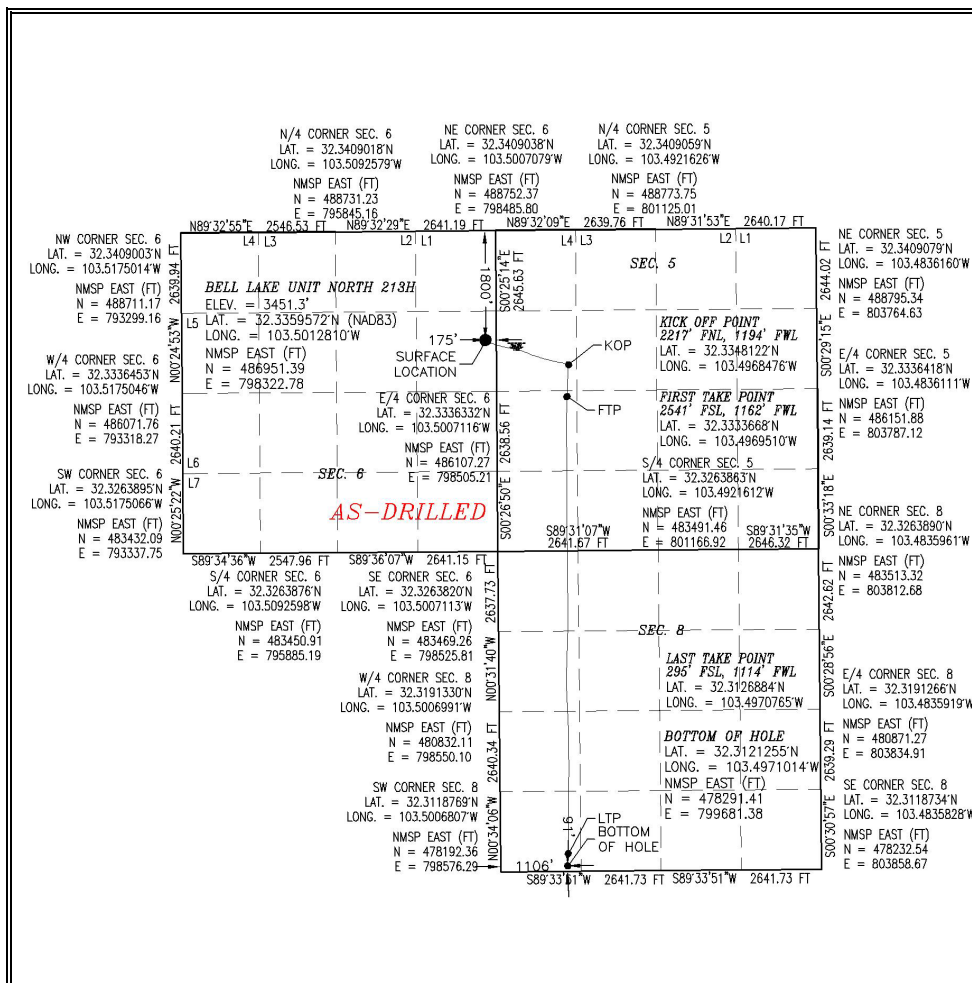 N/4 CORNER SEC. 6
LAT. = 32.3409018'N
LONG. = 103.5092579'W
NMSP EAST (FT)
N = 488731.23
E = 795845.16
NE CORNER SEC. 6
LAT. = 32.3409038'N
LONG. = 103.5007079'W
NMSP EAST (FT)
N = 488752.37
E = 798485.80
N/4 CORNER SEC. 5
LAT. = 32.3409059'N
LONG. = 103.4921626'W
NMSP EAST (FT)
N = 488773.75
E = 801125.01
N89'32'55"E 2546.53 FT
N89'32'29"E 2641.19 FT
N89'32'09"E 2639.76 FT
N89'31'53"E 2640.17 FT
NW CORNER SEC. 6
LAT. = 32.3409003'N
LONG. = 103.5175014'W
NMSP EAST (FT)
N = 488711.17
E = 793299.16
W/4 CORNER SEC. 6
LAT. = 32.3336453'N
LONG. = 103.5175046'W
NMSP EAST (FT)
N = 486071.76
E = 793318.27
SW CORNER SEC. 6
LAT. = 32.3263895'N
LONG. = 103.5175066'W
NMSP EAST (FT)
N = 483432.09
E = 793337.75
N00'24'53"W 2639.94 FT
N00'25'22"W 2640.21 FT
L4 L3
L2 L1
L5
L6
L7
BELL LAKE UNIT NORTH 213H
ELEV. = 3451.3'
LAT. = 32.3359572'N (NAD83)
LONG. = 103.5012810'W
NMSP EAST (FT)
N = 486951.39
E = 798322.78
175'
SURFACE
LOCATION
1800'
S00'25'14"E
2645.63 FT
E/4 CORNER SEC. 6
LAT. = 32.3336332'N
LONG. = 103.5007116'W
NMSP EAST (FT)
N = 486107.27
E = 798505.21
SEC. 6
AS-DRILLED
S00'26'50"E 2638.56 FT
L4 L3
L2 L1
SEC. 5
KOP
FTP
KICK OFF POINT
2217' FNL, 1194' FWL
LAT. = 32.3348122'N
LONG. = 103.4968476'W
FIRST TAKE POINT
2541' FSL, 1162' FWL
LAT. = 32.3333668'N
LONG. = 103.4969510'W
S/4 CORNER SEC. 5
LAT. = 32.3263863'N
LONG. = 103.4921612'W
NMSP EAST (FT)
N = 483491.46
E = 801166.92
S89'31'07"W
2641.67 FT
S89'31'35"W
2646.32 FT
S00'29'15"E 2644.02 FT
S00'33'18"E 2639.14 FT
NE CORNER SEC. 5
LAT. = 32.3409079'N
LONG. = 103.4836160'W
NMSP EAST (FT)
N = 488795.34
E = 803764.63
E/4 CORNER SEC. 5
LAT. = 32.3336418'N
LONG. = 103.4836111'W
NMSP EAST (FT)
N = 486151.88
E = 803787.12
NE CORNER SEC. 8
LAT. = 32.3263890'N
LONG. = 103.4835961'W
NMSP EAST (FT)
N = 483513.32
E = 803812.68
S89'34'36"W 2547.96 FT
S89'36'07"W 2641.15 FT
S/4 CORNER SEC. 6
LAT. = 32.3263876'N
LONG. = 103.5092598'W
NMSP EAST (FT)
N = 483450.91
E = 795885.19
SE CORNER SEC. 6
LAT. = 32.3263820'N
LONG. = 103.5007113'W
NMSP EAST (FT)
N = 483469.26
E = 798525.81
W/4 CORNER SEC. 8
LAT. = 32.3191330'N
LONG. = 103.5006991'W
NMSP EAST (FT)
N = 480832.11
E = 798550.10
SW CORNER SEC. 8
LAT. = 32.3118769'N
LONG. = 103.5006807'W
NMSP EAST (FT)
N = 478192.36
E = 798576.29
N00'31'40"W 2637.73 FT
N00'34'06"W 2640.34 FT
SEC. 8
LAST TAKE POINT
295' FSL, 1114' FWL
LAT. = 32.3126884'N
LONG. = 103.4970765'W
BOTTOM OF HOLE
LAT. = 32.3121255'N
LONG. = 103.4971014'W
NMSP EAST (FT)
N = 478291.41
E = 799681.38
91'
LTP
BOTTOM
OF HOLE
1106'
S89'33'51"W 2641.73 FT
S89'33'51"W 2641.73 FT
S00'28'56"E 2642.62 FT
S00'30'57"E 2639.29 FT
E/4 CORNER SEC. 8
LAT. = 32.3191266'N
LONG. = 103.4835919'W
NMSP EAST (FT)
N = 480871.27
E = 803834.91
SE CORNER SEC. 8
LAT. = 32.3118734'N
LONG. = 103.4835828'W
NMSP EAST (FT)
N = 478232.54
E = 803858.67